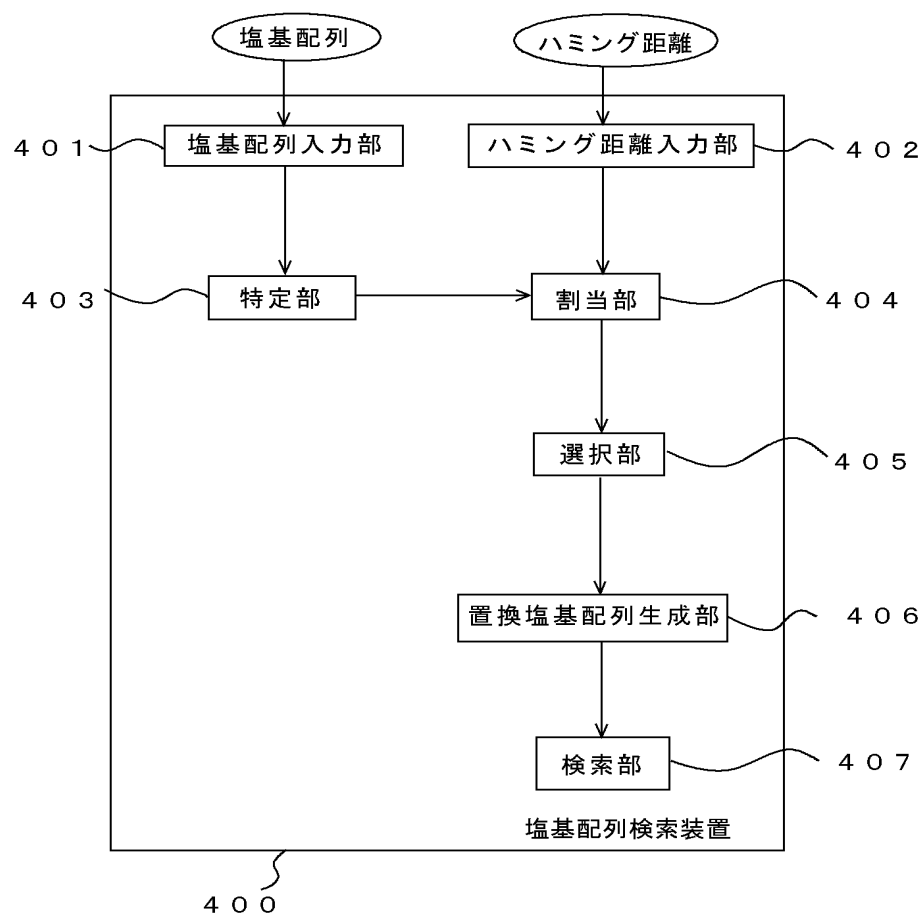 塩基配列
ハミング距離
401
塩基配列入力部
ハミング距離入力部
402
403
特定部
割当部
404
選択部
405
置換塩基配列生成部
406
検索部
407
塩基配列検索装置
400